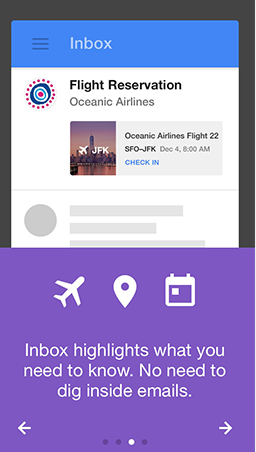 Inbox
Flight Reservation
Oceanic Airlines
Oceanic Airlines Flight 22
JFK
SFO–JFK Dec 4, 8:00 AM
CHECK IN
Inbox highlights what you
need to know. No need to
dig inside emails.